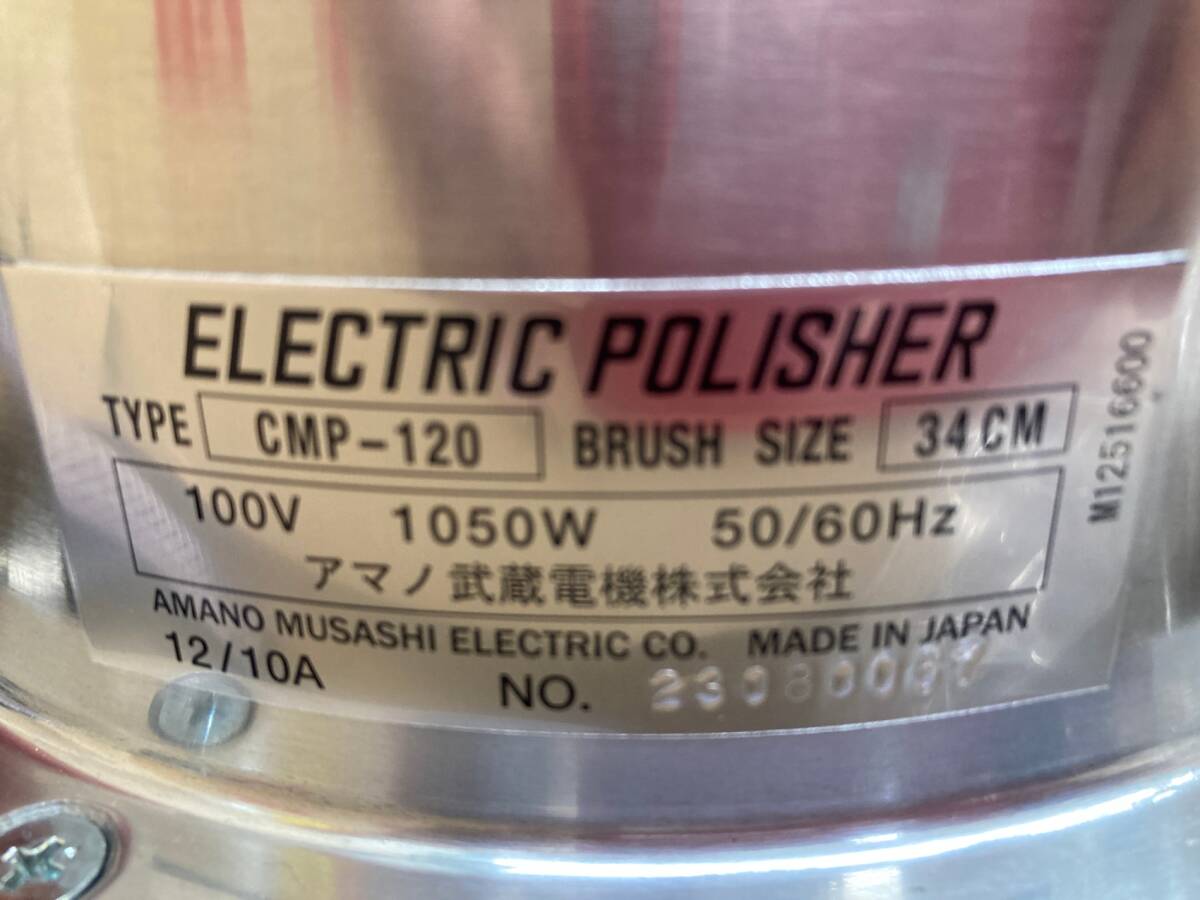 ELECTRIC POLISHER
TYPE CMP-120 BRUSH SIZE 34CM
100V 1050W 50/60Hz
アマノ武蔵電機株式会社
AMANO MUSASHI ELECTRIC CO. MADE IN JAPAN
12/10A NO.
M12516600